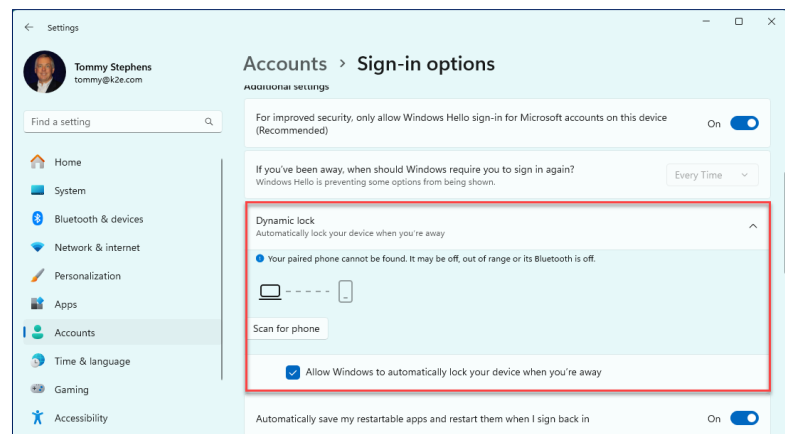 Settings
Tommy Stephens
tommy@k2e.com
Find a setting
Home
System
Bluetooth & devices
Network & internet
Personalization
Apps
Accounts
Time & language
Gaming
Accessibility
Accounts > Sign-in options
Additional settings
For improved security, only allow Windows Hello sign-in for Microsoft accounts on this device
(Recommended)
On
If you've been away, when should Windows require you to sign in again?
Windows Hello is preventing some options from being shown.
Every Time
Dynamic lock
Automatically lock your device when you're away
Your paired phone cannot be found. It may be off, out of range or its Bluetooth is off.
Scan for phone
Allow Windows to automatically lock your device when you're away
Automatically save my restartable apps and restart them when I sign back in
On